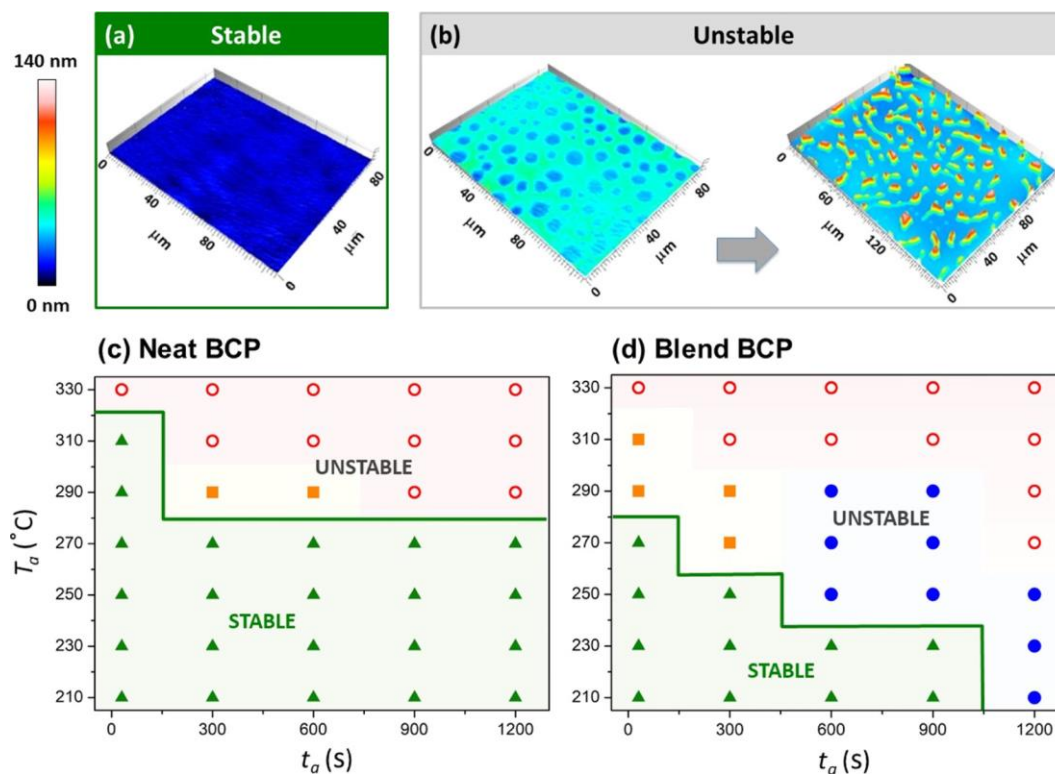 (a) Stable
(b) Unstable
140 nm
0 nm
0
40
80
μm
0
40
80
μm
0
40
80
μm
0
40
80
μm
0
60
120
μm
0
40
80
μm
(c) Neat BCP
(d) Blend BCP
330
310
290
270
250
230
210
Tₐ (°C)
UNSTABLE
STABLE
0 300 600 900 1200
tₐ (s)
330
310
290
270
250
230
210
UNSTABLE
STABLE
0 300 600 900 1200
tₐ (s)